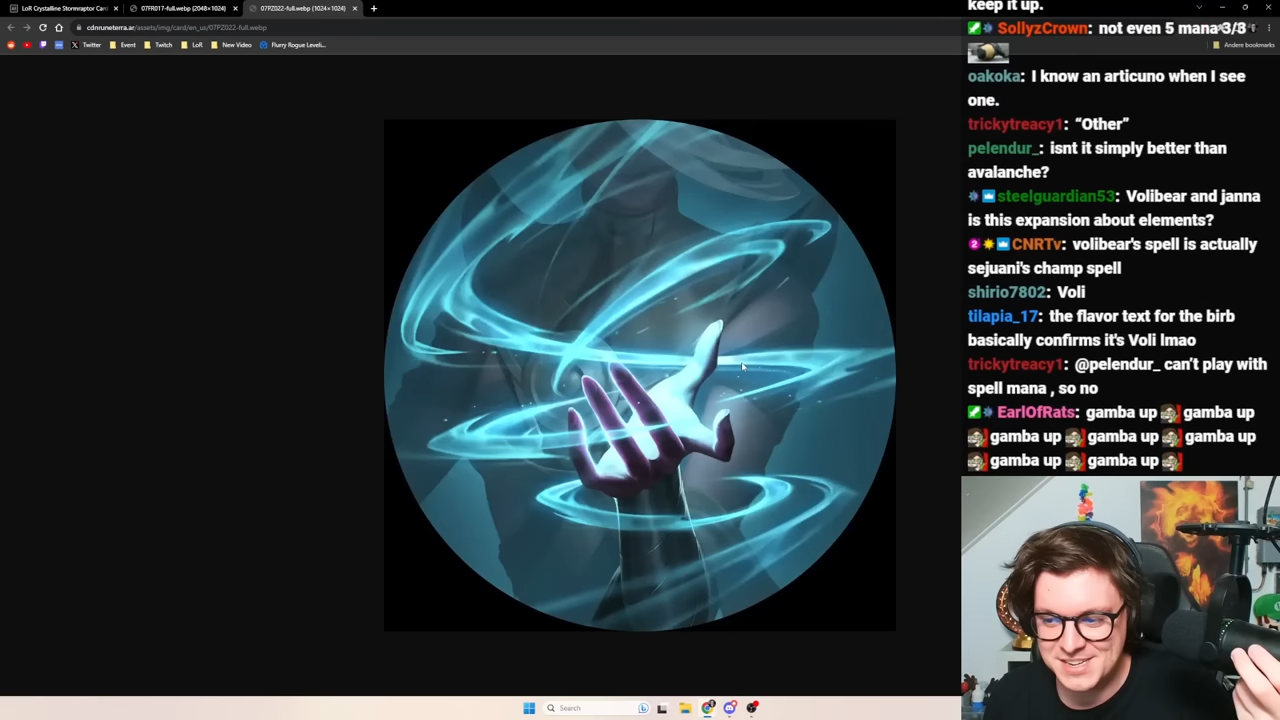 LoR Crystalline Stormraptor Card
07FR017-full.webp (2048×1024)
07PZ022-full.webp (1024×1024)
cdnruneterra.ar/assets/img/card/en_us/07PZ022-full.webp
Twitter
Event
Twitch
LoR
New Video
Flurry Rogue Leveli...
Andere bookmarks
Search
keep it up.
SollyzCrown: not even 5 mana 3/3
oakoka: I know an articuno when I see
one.
trickytreacy1: “Other”
pelendur_: isnt it simply better than
avalanche?
steelguardian53: Volibear and janna
is this expansion about elements?
2 CNRTv: volibear's spell is actually
sejuani's champ spell
shirio7802: Voli
tilapia_17: the flavor text for the birb
basically confirms it's Voli lmao
trickytreacy1: @pelendur_ can’t play with
spell mana , so no
EarlOfRats: gamba up gamba up
gamba up gamba up gamba up
gamba up gamba up